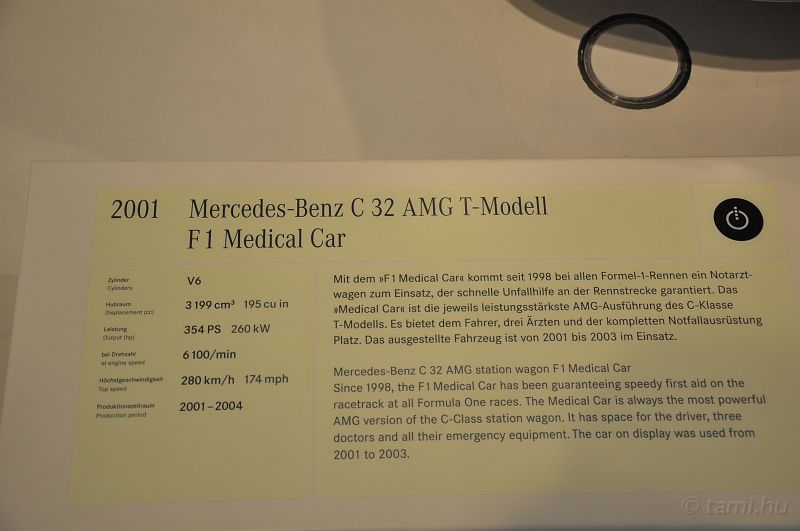 2001 Mercedes-Benz C 32 AMG T-Modell
F 1 Medical Car
Zylinder V6
Cylinders
Hubraum 3 199 cm³ 195 cu in
Displacement (cc)
Leistung 354 PS 260 kW
Output (hp)
bei Drehzahl 6 100/min
at engine speed
Höchstgeschwindigkeit 280 km/h 174 mph
Top speed
Produktionszeitraum 2001–2004
Production period
Mit dem »F 1 Medical Car« kommt seit 1998 bei allen Formel-1-Rennen ein Notarzt-
wagen zum Einsatz, der schnelle Unfallhilfe an der Rennstrecke garantiert. Das
»Medical Car« ist die jeweils leistungsstärkste AMG-Ausführung des C-Klasse
T-Modells. Es bietet dem Fahrer, drei Ärzten und der kompletten Notfallausrüstung
Platz. Das ausgestellte Fahrzeug ist von 2001 bis 2003 im Einsatz.
Mercedes-Benz C 32 AMG station wagon F 1 Medical Car
Since 1998, the F 1 Medical Car has been guaranteeing speedy first aid on the
racetrack at all Formula One races. The Medical Car is always the most powerful
AMG version of the C-Class station wagon. It has space for the driver, three
doctors and all their emergency equipment. The car on display was used from
2001 to 2003.
© tami.hu